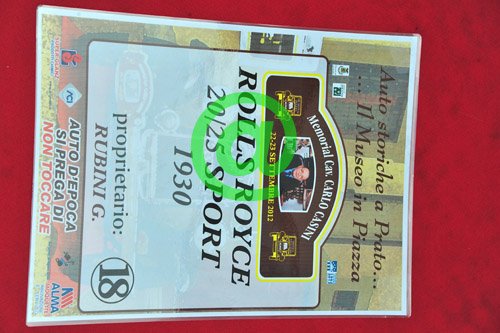 Auto storiche a Prato...
... Il Museo in Piazza
Memorial Cav. CARLO CASINI
22-23 SETTEMBRE 2012
ROLLS ROYCE
20/25 SPORT
1930
proprietario:
RUBINI G.
18
AUTO D'EPOCA
SI PREGA DI
NON TOCCARE
ALMA